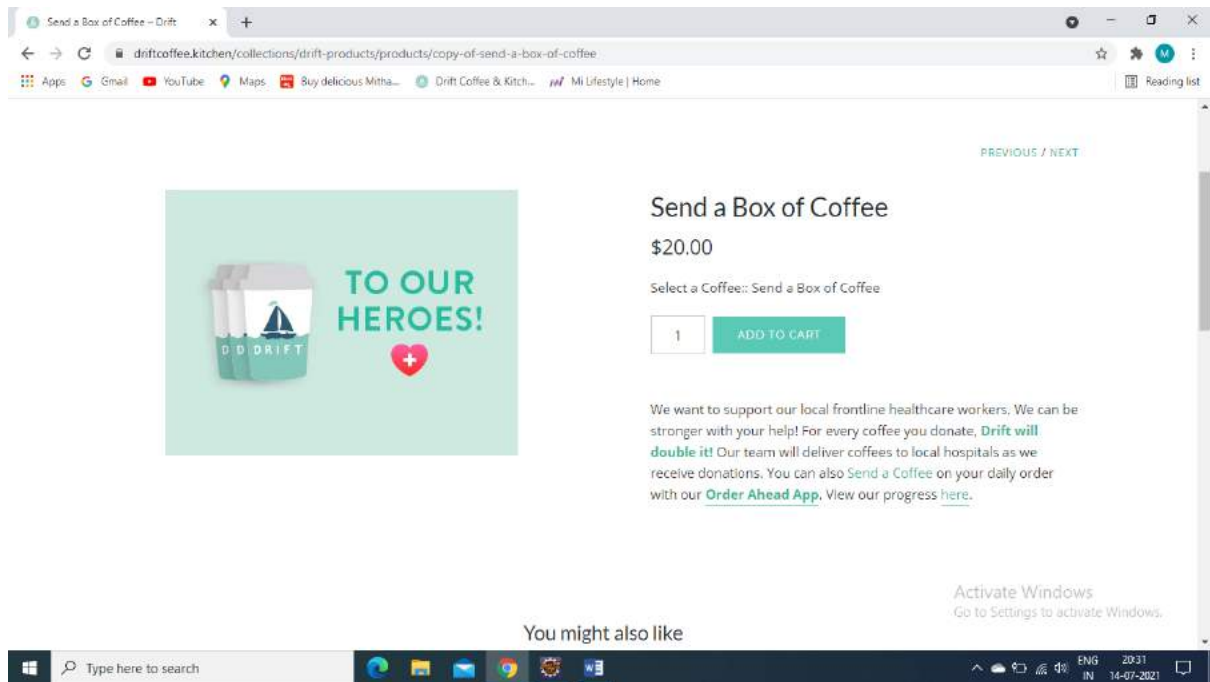 Send a Box of Coffee – Drift
driftcoffee.kitchen/collections/drift-products/products/copy-of-send-a-box-of-coffee
M
Apps G Gmail YouTube Maps Buy delicious Mitha... Drift Coffee & Kitch... Mi Lifestyle | Home Reading list
PREVIOUS / NEXT
TO OUR
HEROES!
D D DRIFT
Send a Box of Coffee
$20.00
Select a Coffee:: Send a Box of Coffee
1 ADD TO CART
We want to support our local frontline healthcare workers. We can be
stronger with your help! For every coffee you donate, Drift will
double it! Our team will deliver coffees to local hospitals as we
receive donations. You can also Send a Coffee on your daily order
with our Order Ahead App. View our progress here.
Activate Windows
Go to Settings to activate Windows.
You might also like
Type here to search
ENG 20:31
IN 14-07-2021